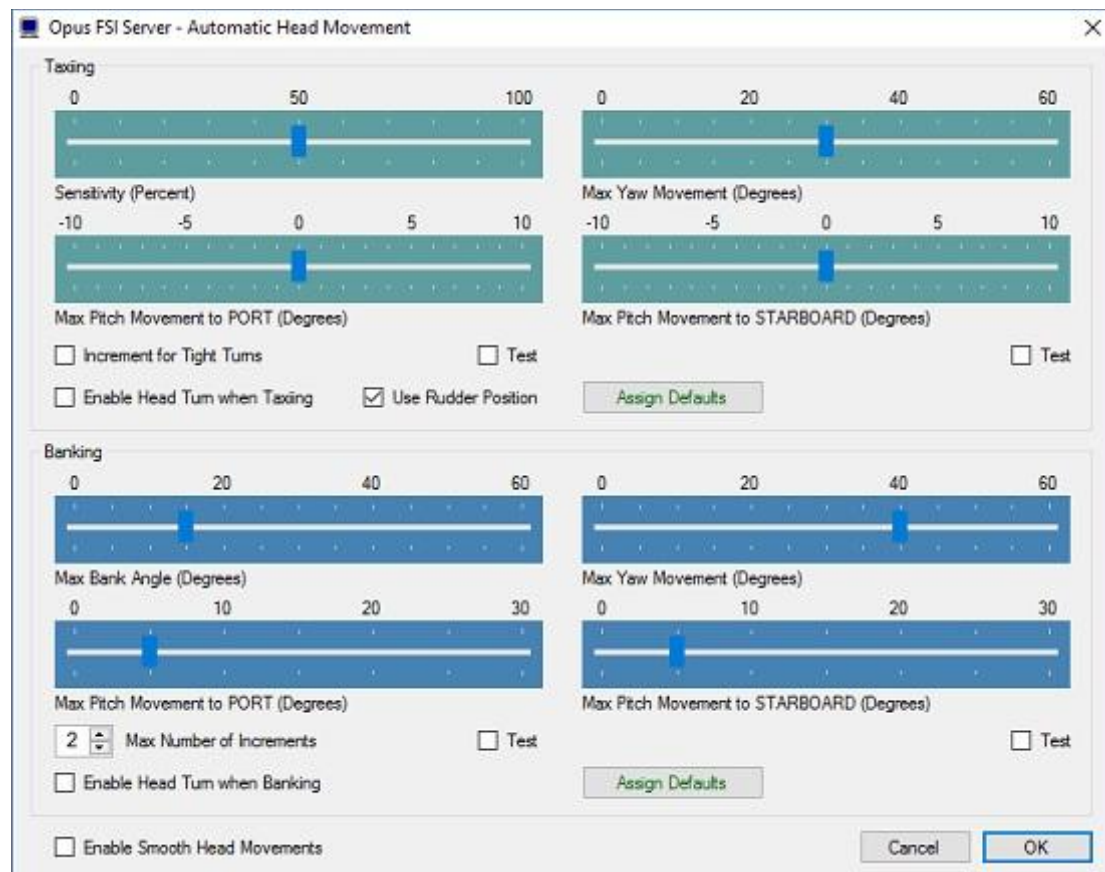 Opus FSI Server - Automatic Head Movement
Taxiing
0 50 100 0 20 40 60
Sensitivity (Percent) Max Yaw Movement (Degrees)
-10 -5 0 5 10 -10 -5 0 5 10
Max Pitch Movement to PORT (Degrees) Max Pitch Movement to STARBOARD (Degrees)
Increment for Tight Turns Test Test
Enable Head Turn when Taxiing Use Rudder Position Assign Defaults
Banking
0 20 40 60 0 20 40 60
Max Bank Angle (Degrees) Max Yaw Movement (Degrees)
0 10 20 30 0 10 20 30
Max Pitch Movement to PORT (Degrees) Max Pitch Movement to STARBOARD (Degrees)
2 Max Number of Increments Test Test
Enable Head Turn when Banking Assign Defaults
Enable Smooth Head Movements Cancel OK